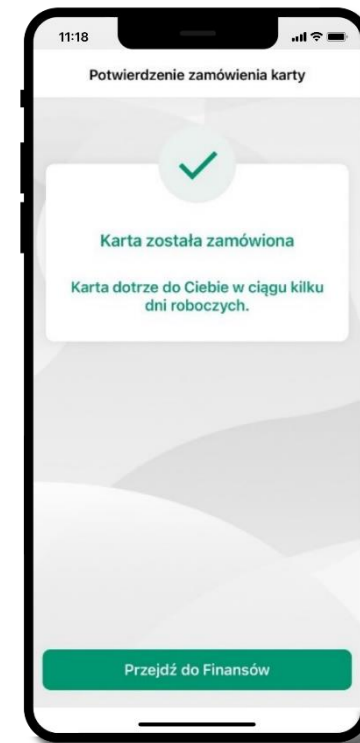 11:18
Potwierdzenie zamówienia karty
Karta została zamówiona
Karta dotrze do Ciebie w ciągu kilku
dni roboczych.
Przejdź do Finansów